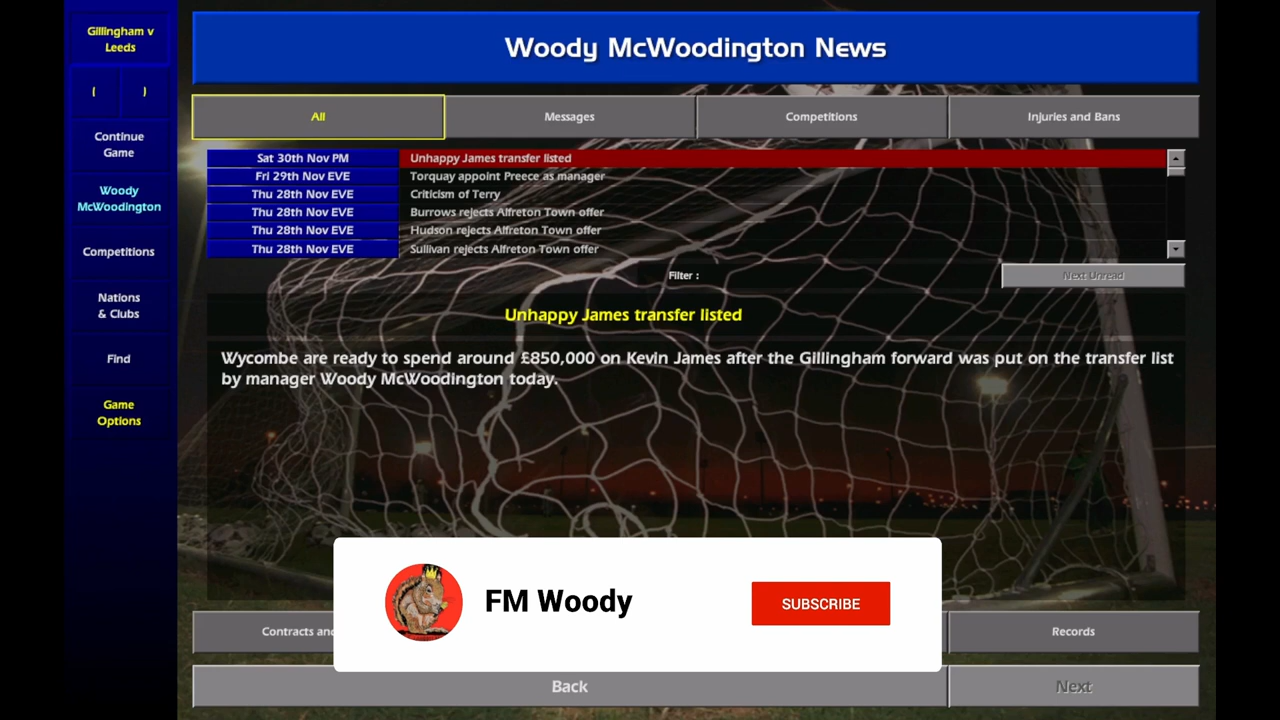 Gillingham v
Leeds
Continue
Game
Woody
McWoodington
Competitions
Nations
& Clubs
Find
Game
Options
Woody McWoodington News
All
Messages
Competitions
Injuries and Bans
Sat 30th Nov PM Unhappy James transfer listed
Fri 29th Nov EVE Torquay appoint Preece as manager
Thu 28th Nov EVE Criticism of Terry
Thu 28th Nov EVE Burrows rejects Alfreton Town offer
Thu 28th Nov EVE Hudson rejects Alfreton Town offer
Thu 28th Nov EVE Sullivan rejects Alfreton Town offer
Filter :
Next Unread
Unhappy James transfer listed
Wycombe are ready to spend around £850,000 on Kevin James after the Gillingham forward was put on the transfer list
by manager Woody McWoodington today.
Contracts and
Records
FM Woody
SUBSCRIBE
Back
Next